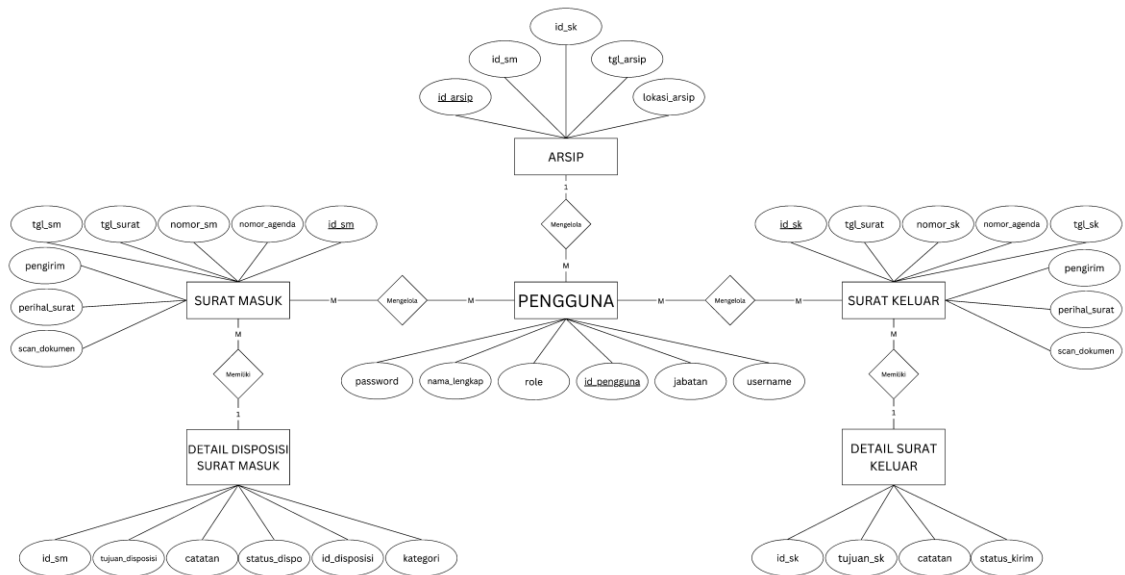 id_sk
id_sm
tgl_arsip
id_arsip
lokasi_arsip
ARSIP
1
Mengelola
M
tgl_sm
tgl_surat
nomor_sm
nomor_agenda
id_sm
pengirim
perihal_surat
scan_dokumen
SURAT MASUK
M
Mengelola
M
PENGGUNA
M
Mengelola
M
SURAT KELUAR
id_sk
tgl_surat
nomor_sk
nomor_agenda
tgl_sk
pengirim
perihal_surat
scan_dokumen
password
nama_lengkap
role
id_pengguna
jabatan
username
M
Memiliki
1
DETAIL DISPOSISI
SURAT MASUK
id_sm
tujuan_disposisi
catatan
status_dispo
id_disposisi
kategori
M
Memiliki
1
DETAIL SURAT
KELUAR
id_sk
tujuan_sk
catatan
status_kirim